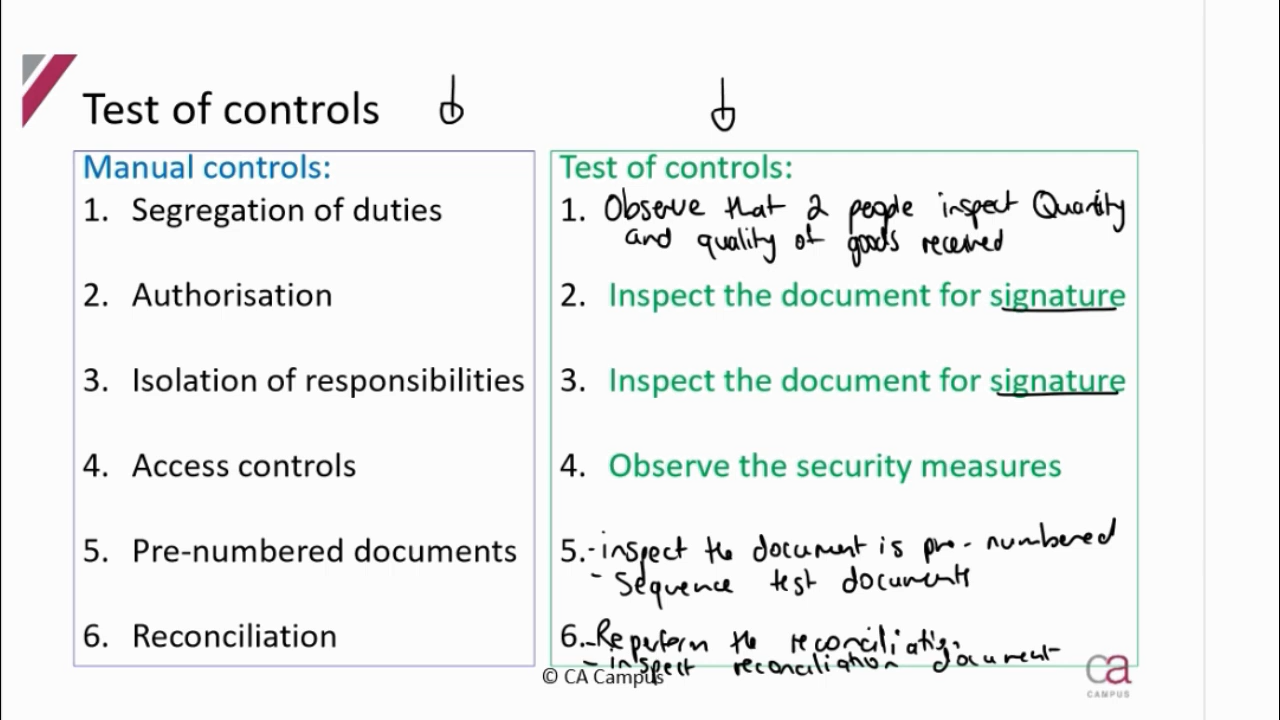 Test of controls
Manual controls:
1. Segregation of duties
2. Authorisation
3. Isolation of responsibilities
4. Access controls
5. Pre-numbered documents
6. Reconciliation
Test of controls:
1. Observe that 2 people inspect Quantity
and quality of goods received
2. Inspect the document for signature
3. Inspect the document for signature
4. Observe the security measures
5. - inspect the document is pre-numbered
- Sequence test documents
6. - Reperform the reconciliation
- inspect reconciliation document
© CA Campus
ca
CAMPUS